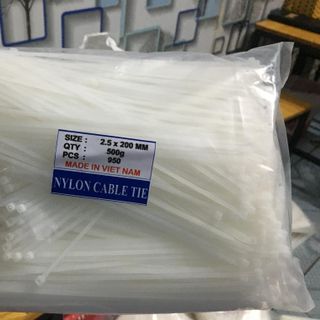 SIZE : 2.5 x 200 MM
QTY : 500g
PCS : 950
MADE IN VIET NAM
NYLON CABLE TIE